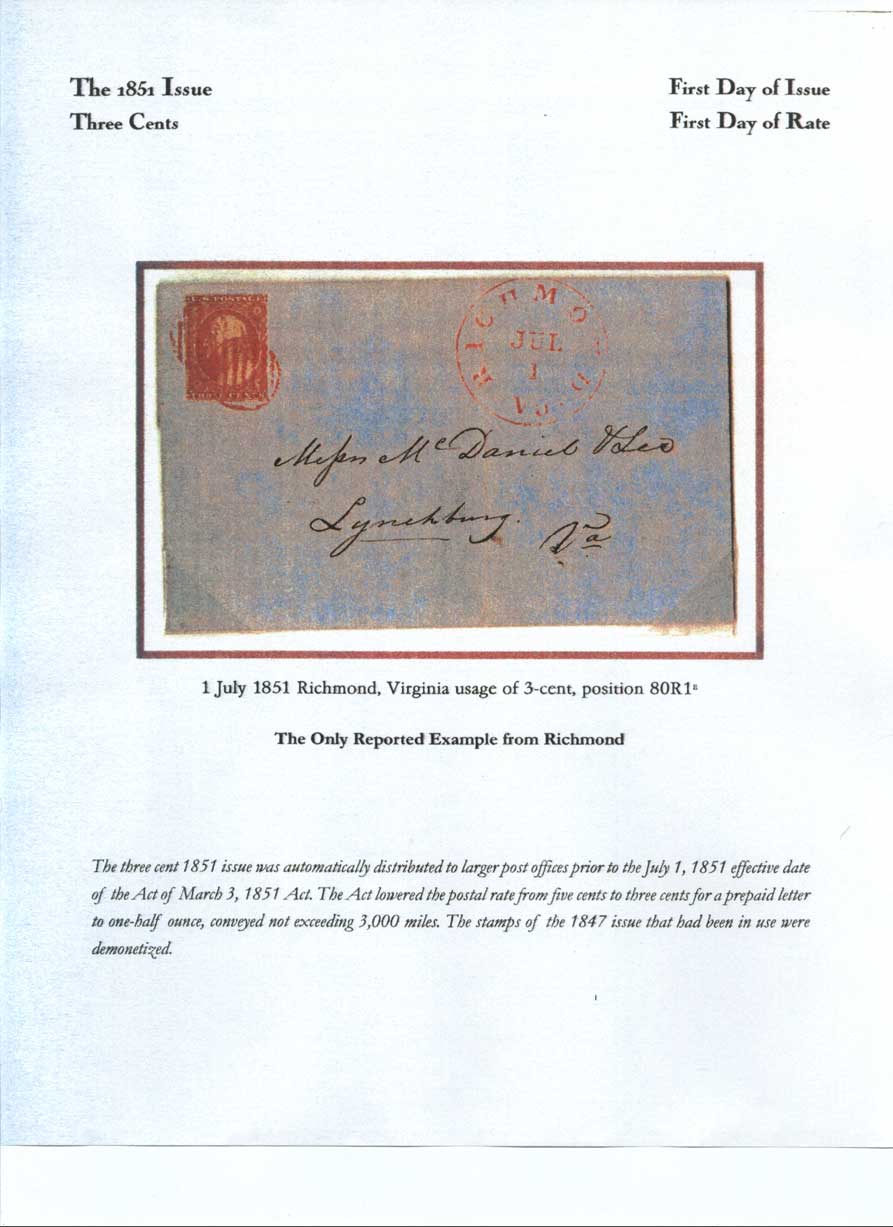 The 1851 Issue
Three Cents
First Day of Issue
First Day of Rate
U.S. POSTAGE
THREE CENTS
RICHMOND VA.
JUL
1
Messrs McDaniel & Lee
Lynchburg.
Va
1 July 1851 Richmond, Virginia usage of 3-cent, position 80R1ᴱ
The Only Reported Example from Richmond
The three cent 1851 issue was automatically distributed to larger post offices prior to the July 1, 1851 effective date
of the Act of March 3, 1851 Act. The Act lowered the postal rate from five cents to three cents for a prepaid letter
to one-half ounce, conveyed not exceeding 3,000 miles. The stamps of the 1847 issue that had been in use were
demonetized.